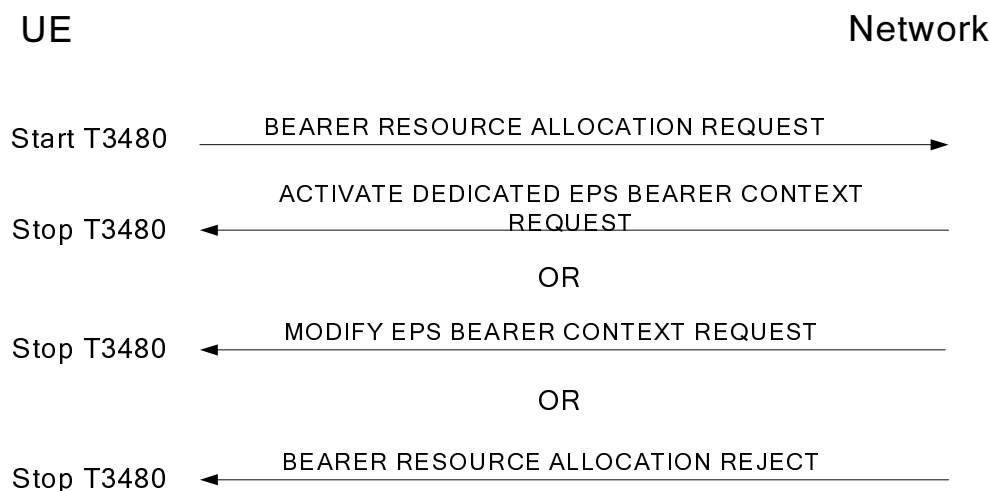 UE
Network
Start T3480
BEARER RESOURCE ALLOCATION REQUEST
ACTIVATE DEDICATED EPS BEARER CONTEXT
REQUEST
Stop T3480
OR
MODIFY EPS BEARER CONTEXT REQUEST
Stop T3480
OR
BEARER RESOURCE ALLOCATION REJECT
Stop T3480